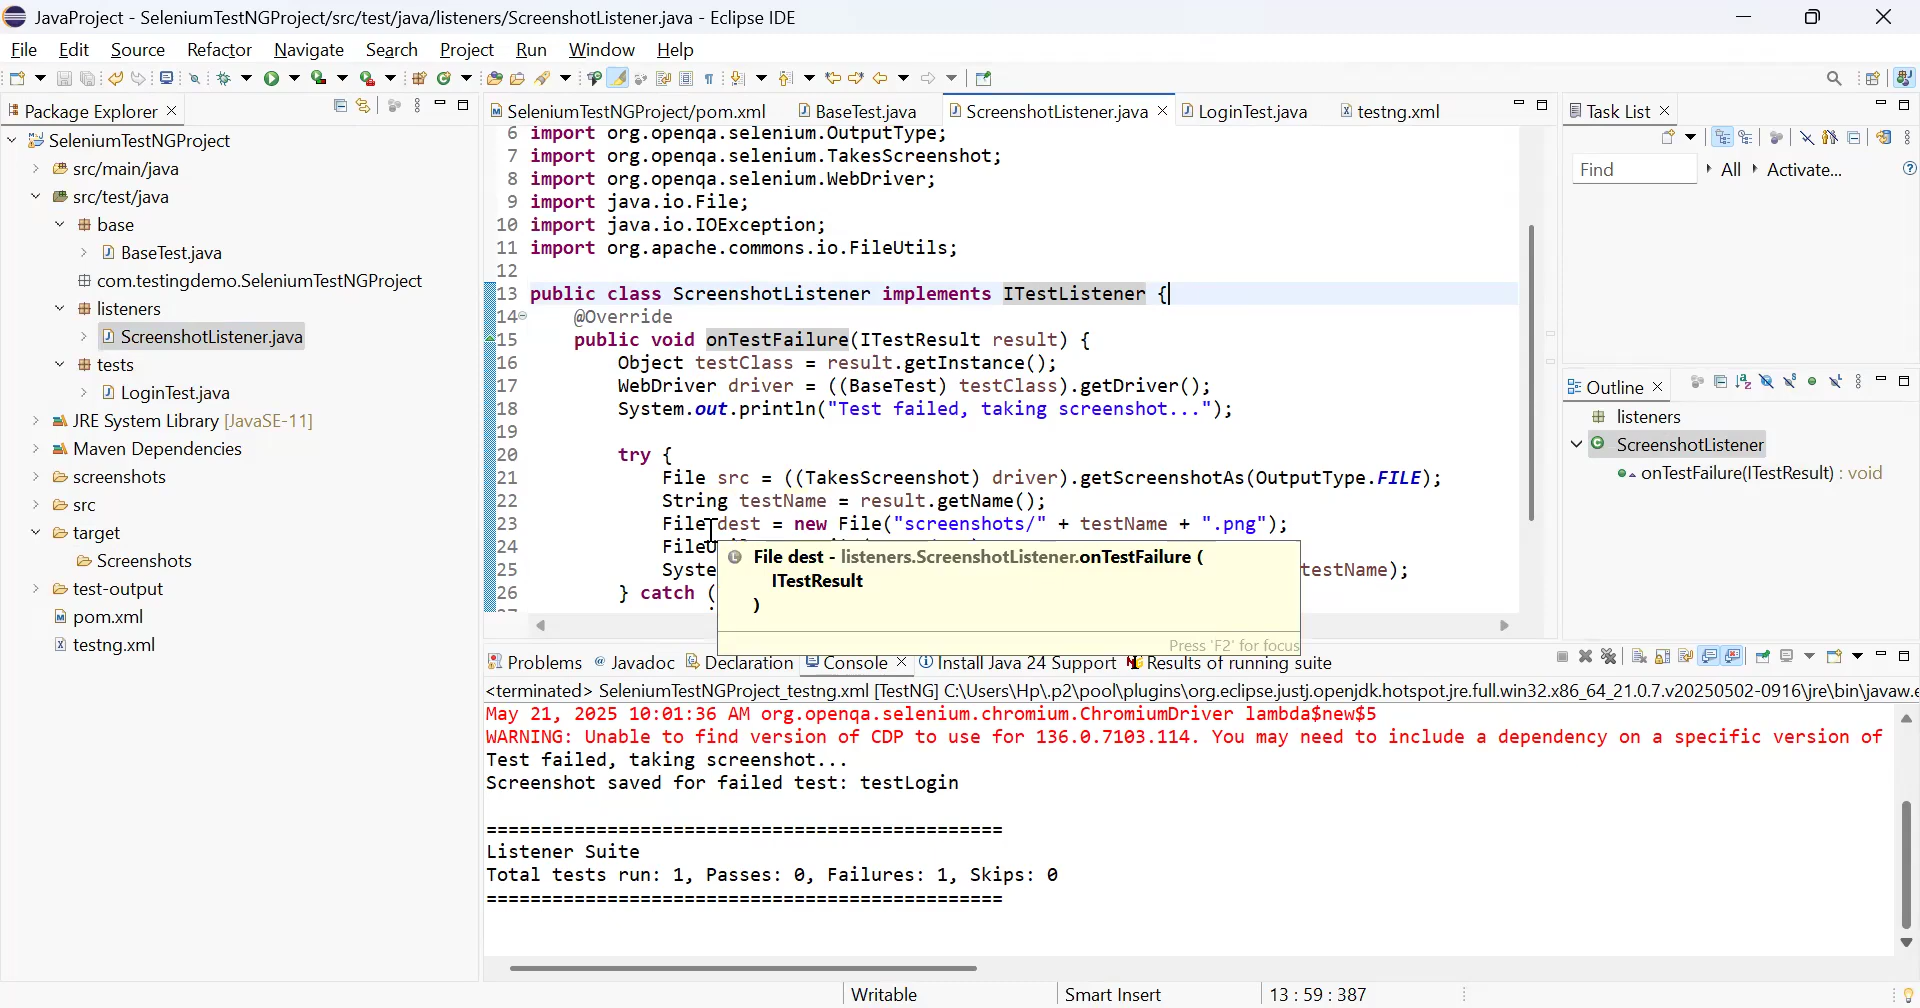 JavaProject - SeleniumTestNGProject/src/test/java/listeners/ScreenshotListener.java - Eclipse IDE
File Edit Source Refactor Navigate Search Project Run Window Help
Package Explorer
SeleniumTestNGProject
src/main/java
src/test/java
base
BaseTest.java
com.testingdemo.SeleniumTestNGProject
listeners
ScreenshotListener.java
tests
LoginTest.java
JRE System Library [JavaSE-11]
Maven Dependencies
screenshots
src
target
Screenshots
test-output
pom.xml
testng.xml
SeleniumTestNGProject/pom.xml BaseTest.java ScreenshotListener.java LoginTest.java testng.xml
6 import org.openqa.selenium.OutputType;
7 import org.openqa.selenium.TakesScreenshot;
8 import org.openqa.selenium.WebDriver;
9 import java.io.File;
10 import java.io.IOException;
11 import org.apache.commons.io.FileUtils;
12
13 public class ScreenshotListener implements ITestListener {
14 @Override
15 public void onTestFailure(ITestResult result) {
16 Object testClass = result.getInstance();
17 WebDriver driver = ((BaseTest) testClass).getDriver();
18 System.out.println("Test failed, taking screenshot...");
19
20 try {
21 File src = ((TakesScreenshot) driver).getScreenshotAs(OutputType.FILE);
22 String testName = result.getName();
23 File dest = new File("screenshots/" + testName + ".png");
24 FileU
25 Syste testName);
26 } catch (
File dest - listeners.ScreenshotListener.onTestFailure (
ITestResult
)
Press 'F2' for focus
Task List
Find All Activate...
Outline
listeners
ScreenshotListener
onTestFailure(ITestResult) : void
Problems @ Javadoc Declaration Console Install Java 24 Support Results of running suite
<terminated> SeleniumTestNGProject_testng.xml [TestNG] C:\Users\Hp\.p2\pool\plugins\org.eclipse.justj.openjdk.hotspot.jre.full.win32.x86_64_21.0.7.v20250502-0916\jre\bin\javaw.e
May 21, 2025 10:01:36 AM org.openqa.selenium.chromium.ChromiumDriver lambda$new$5
WARNING: Unable to find version of CDP to use for 136.0.7103.114. You may need to include a dependency on a specific version of
Test failed, taking screenshot...
Screenshot saved for failed test: testLogin
===============================================
Listener Suite
Total tests run: 1, Passes: 0, Failures: 1, Skips: 0
===============================================
Writable Smart Insert 13 : 59 : 387